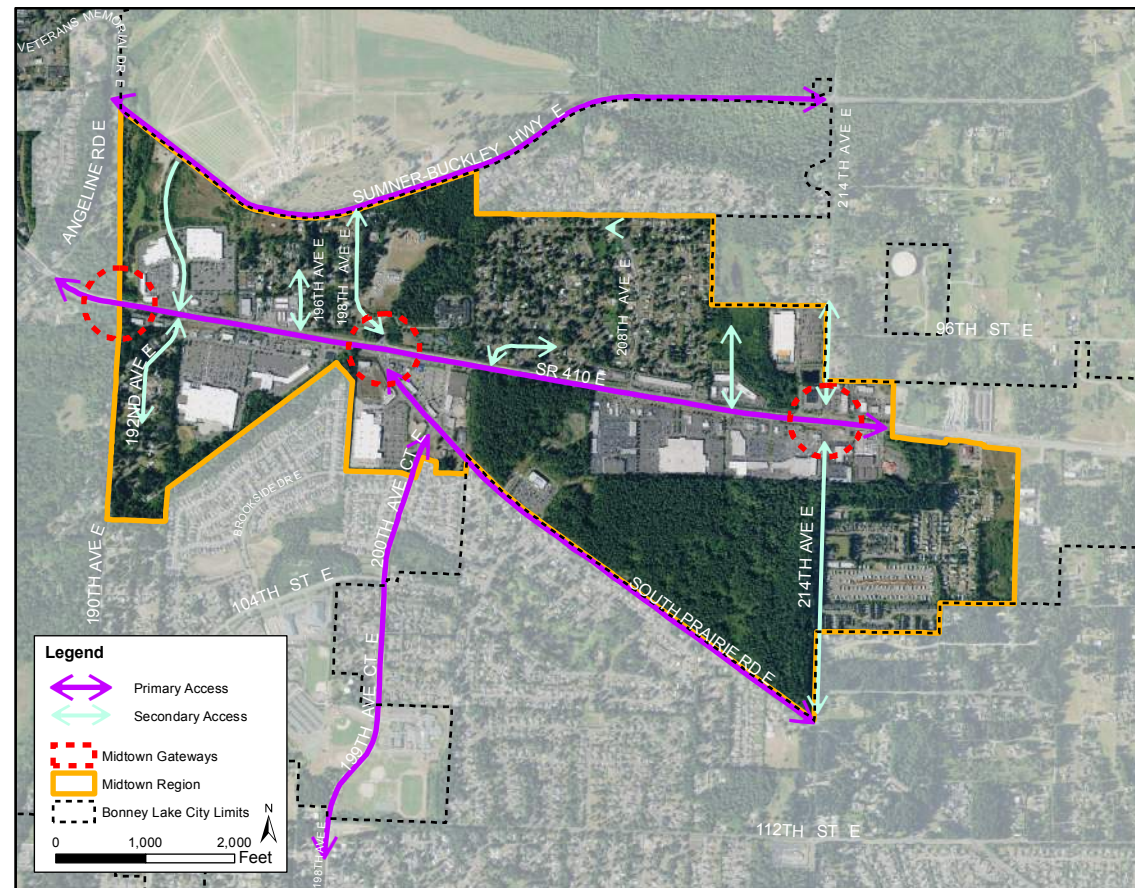 VETERANS MEMORIAL DR E
ANGELINE RD E
SUMNER-BUCKLEY HWY E
214TH AVE E
196TH AVE E
198TH AVE E
208TH AVE E
96TH ST E
SR 410 E
192ND AVE E
BROOKSIDE DR E
200TH AVE CT E
190TH AVE E
104TH ST E
214TH AVE E
SOUTH PRAIRIE RD E
199TH AVE CT E
198TH AVE E
112TH ST E
Legend
Primary Access
Secondary Access
Midtown Gateways
Midtown Region
Bonney Lake City Limits
N
0 1,000 2,000
Feet